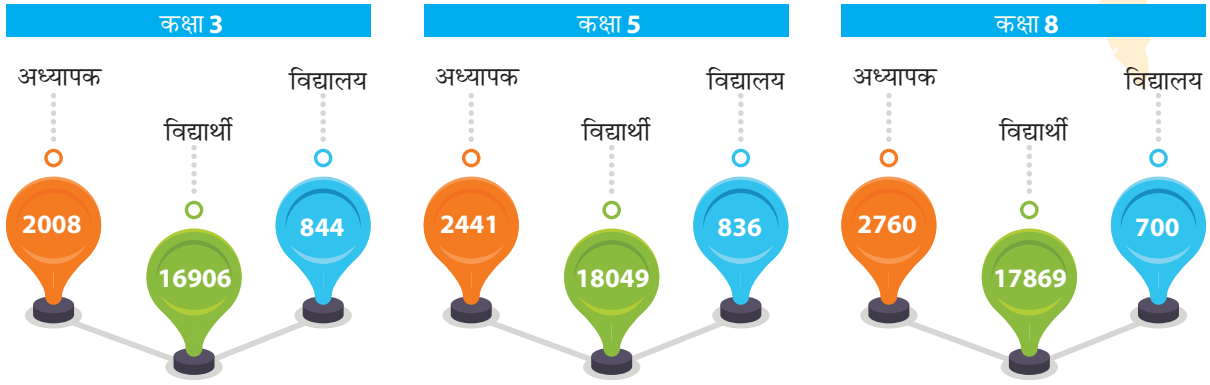 कक्षा 3
अध्यापक
विद्यार्थी
विद्यालय
2008
16906
844
कक्षा 5
अध्यापक
विद्यार्थी
विद्यालय
2441
18049
836
कक्षा 8
अध्यापक
विद्यार्थी
विद्यालय
2760
17869
700